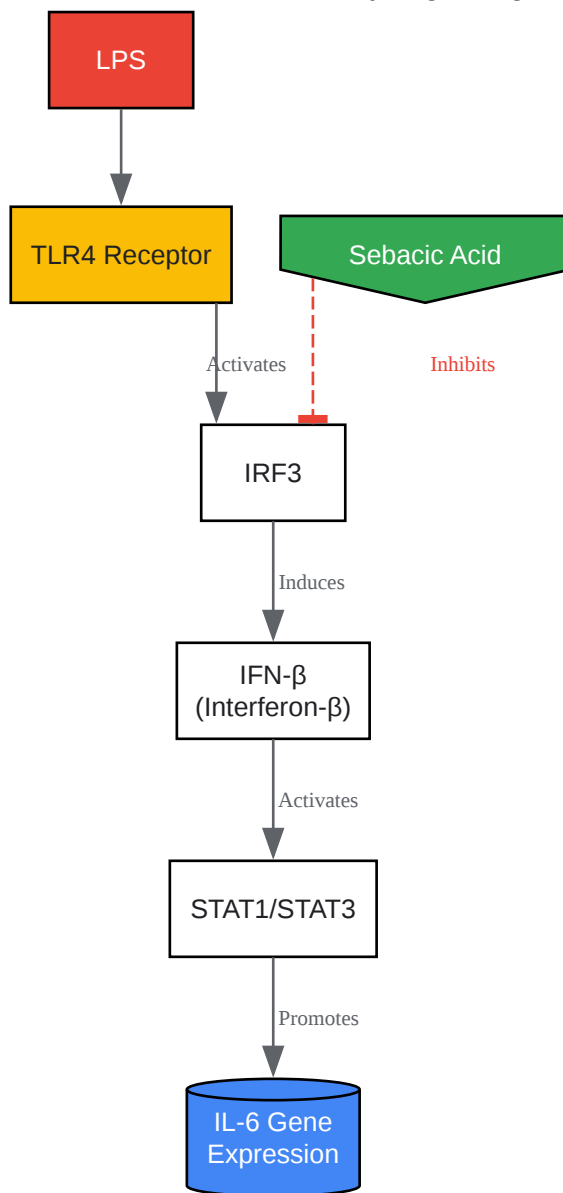 LPS
TLR4 Receptor
Sebacic Acid
Activates
Inhibits
IRF3
Induces
IFN-β
(Interferon-β)
Activates
STAT1/STAT3
Promotes
IL-6 Gene
Expression